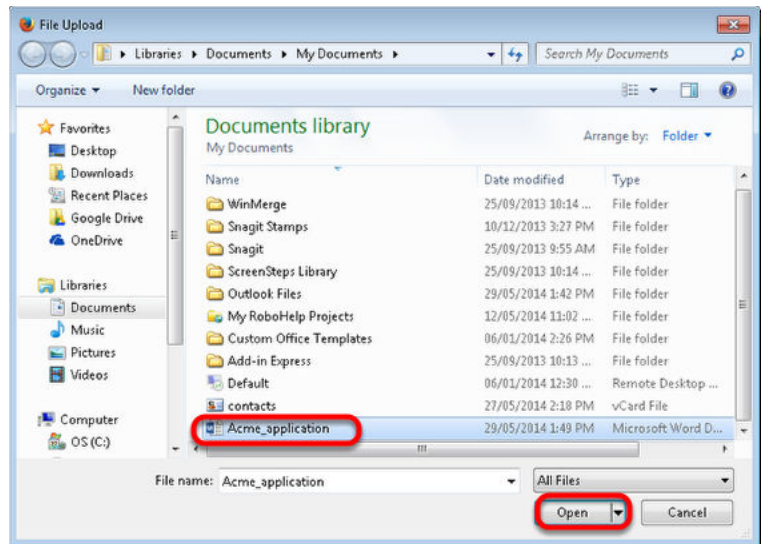 File Upload
Libraries Documents My Documents
Search My Documents
Organize New folder
Favorites
Desktop
Downloads
Recent Places
Google Drive
OneDrive
Libraries
Documents
Music
Pictures
Videos
Computer
OS (C:)
Documents library
My Documents
Arrange by: Folder
Name Date modified Type
WinMerge 25/09/2013 10:14 ... File folder
Snagit Stamps 10/12/2013 3:27 PM File folder
Snagit 25/09/2013 9:55 AM File folder
ScreenSteps Library 25/09/2013 10:14 ... File folder
Outlook Files 29/05/2014 1:42 PM File folder
My RoboHelp Projects 12/05/2014 11:02 ... File folder
Custom Office Templates 06/01/2014 2:26 PM File folder
Add-in Express 25/09/2013 10:13 ... File folder
Default 06/01/2014 12:30 ... Remote Desktop ...
contacts 27/05/2014 2:18 PM vCard File
Acme_application 29/05/2014 1:49 PM Microsoft Word D...
File name: Acme_application All Files
Open Cancel